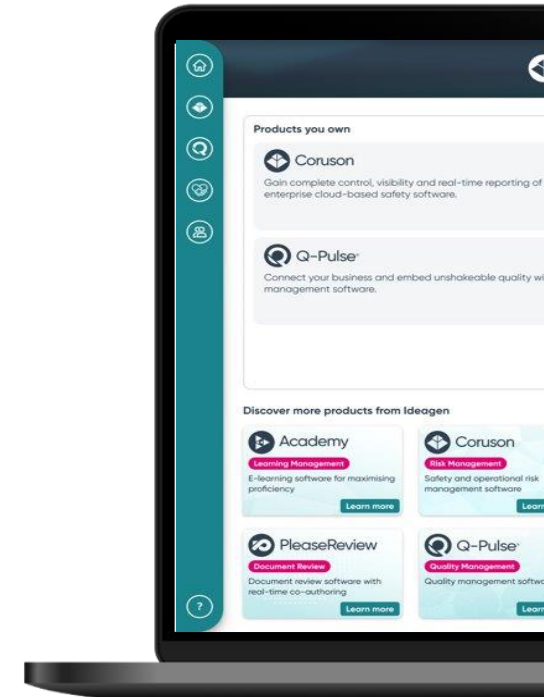 Products you own
Coruson
Gain complete control, visibility and real-time reporting of
enterprise cloud-based safety software.
Q-Pulse
Connect your business and embed unshakeable quality wi
management software.
Discover more products from Ideagen
Academy
Learning Management
E-learning software for maximising
proficiency
Learn more
Coruson
Risk Management
Safety and operational risk
management software
Learn
PleaseReview
Document Review
Document review software with
real-time co-authoring
Learn more
Q-Pulse
Quality Management
Quality management softwa
Learn
?